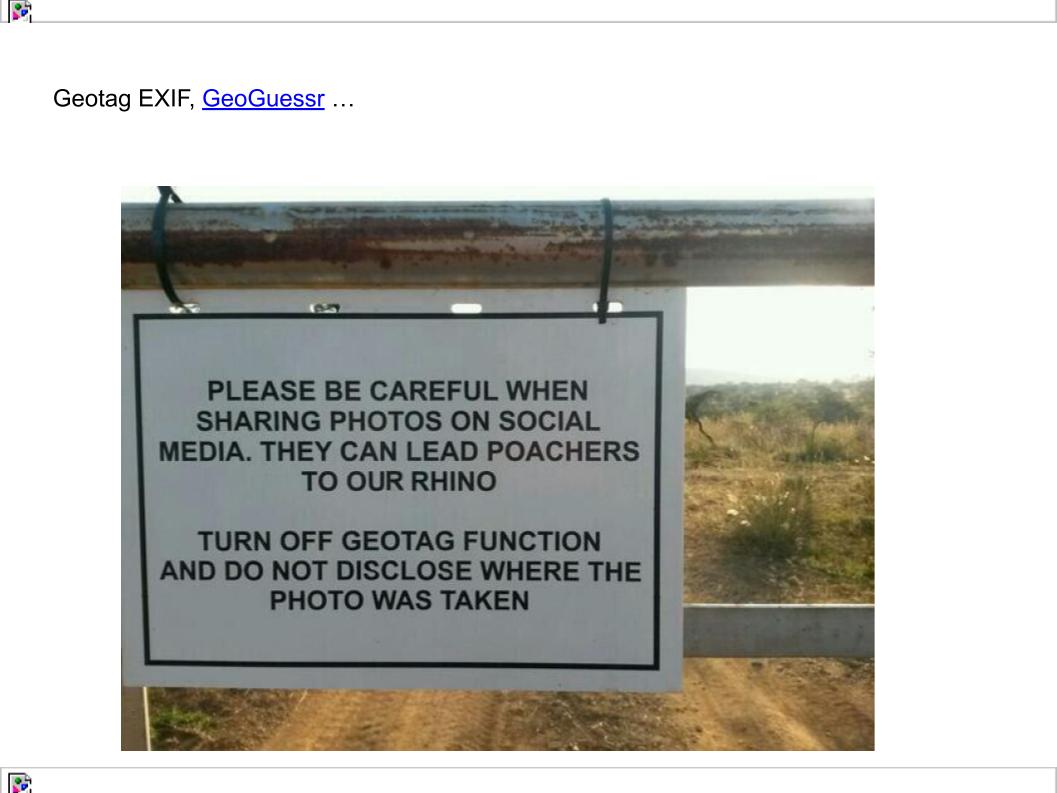 Geotag EXIF, GeoGuessr …
PLEASE BE CAREFUL WHEN
SHARING PHOTOS ON SOCIAL
MEDIA. THEY CAN LEAD POACHERS
TO OUR RHINO
TURN OFF GEOTAG FUNCTION
AND DO NOT DISCLOSE WHERE THE
PHOTO WAS TAKEN